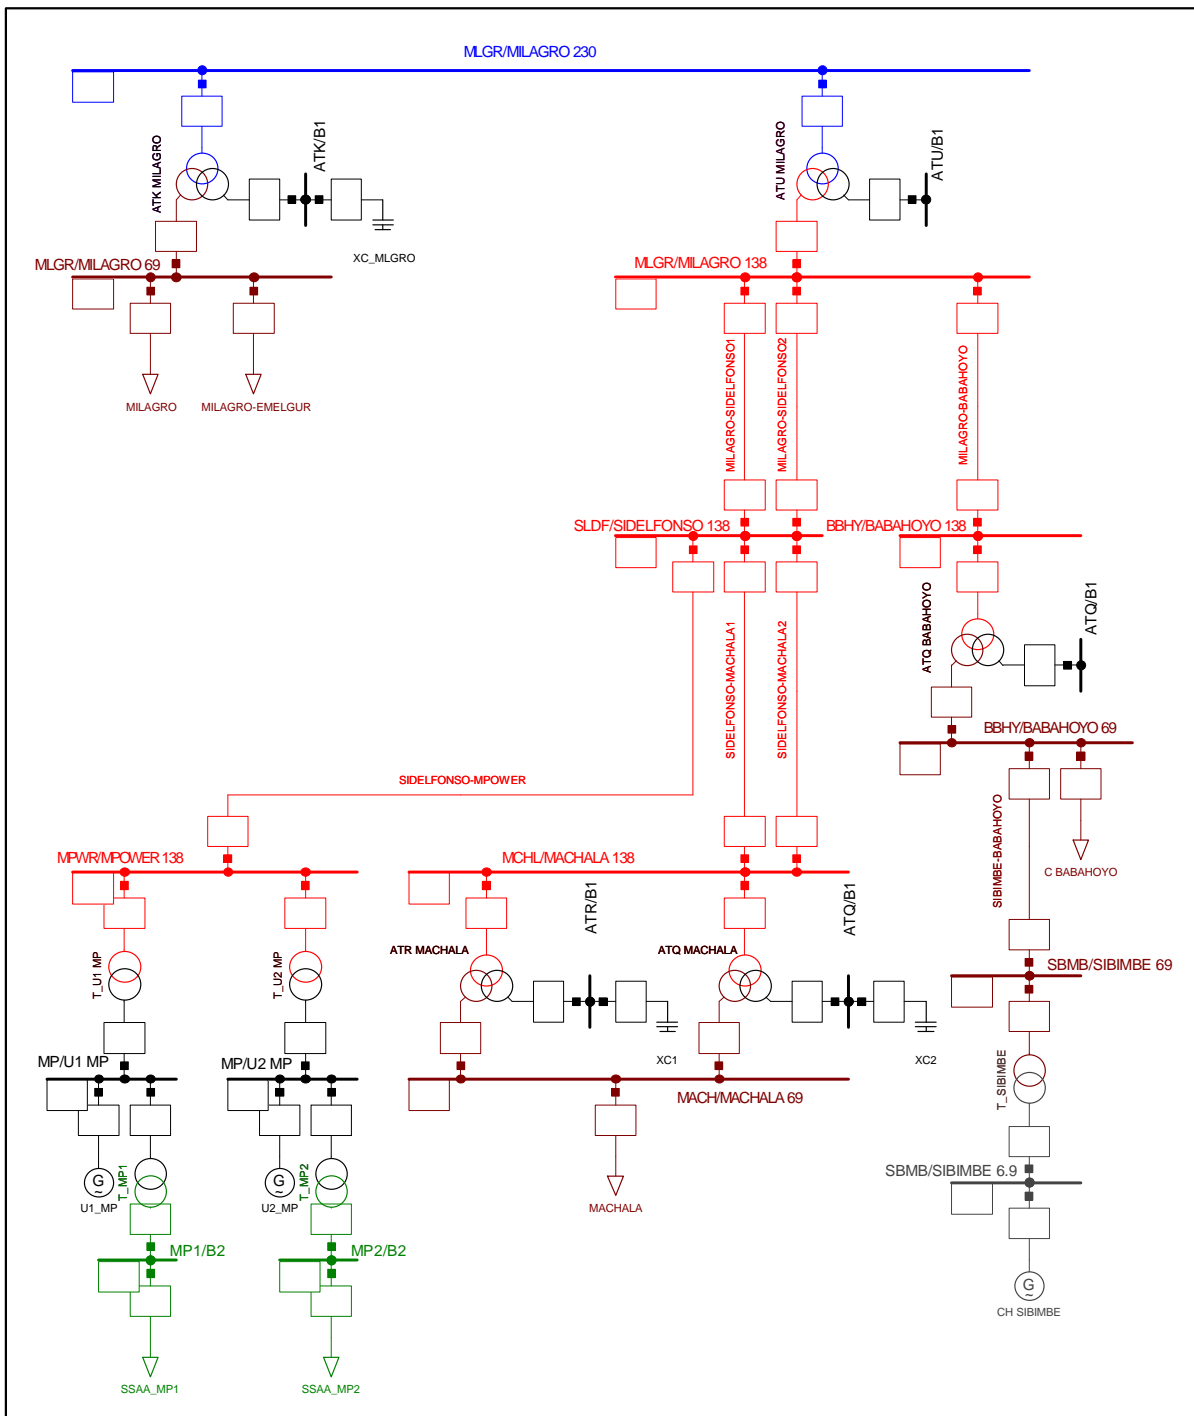 MLGR/MILAGRO 230
ATK MILAGRO
ATK/B1
ATU MILAGRO
ATU/B1
XC_MLGRO
MLGR/MILAGRO 69
MLGR/MILAGRO 138
MILAGRO
MILAGRO-EMELGUR
MILAGRO-SIDELFONSO1
MILAGRO-SIDELFONSO2
MILAGRO-BABAHOYO
SLDF/SIDELFONSO 138
BBHY/BABAHOYO 138
ATQ BABAHOYO
ATQ/B1
SIDELFONSO-MACHALA1
SIDELFONSO-MACHALA2
BBHY/BABAHOYO 69
SIDELFONSO-MPOWER
SIBIMBE-BABAHOYO
C BABAHOYO
MPWR/MPOWER 138
MCHL/MACHALA 138
ATR/B1
ATQ/B1
T_U1 MP
T_U2 MP
ATR MACHALA
ATQ MACHALA
SBMB/SIBIMBE 69
XC1
XC2
MP/U1 MP
MP/U2 MP
MACH/MACHALA 69
T_SIBIMBE
G
~
U1_MP
T_MP1
G
~
U2_MP
T_MP2
MACHALA
SBMB/SIBIMBE 6.9
MP1/B2
MP2/B2
G
~
CH SIBIMBE
SSAA_MP1
SSAA_MP2